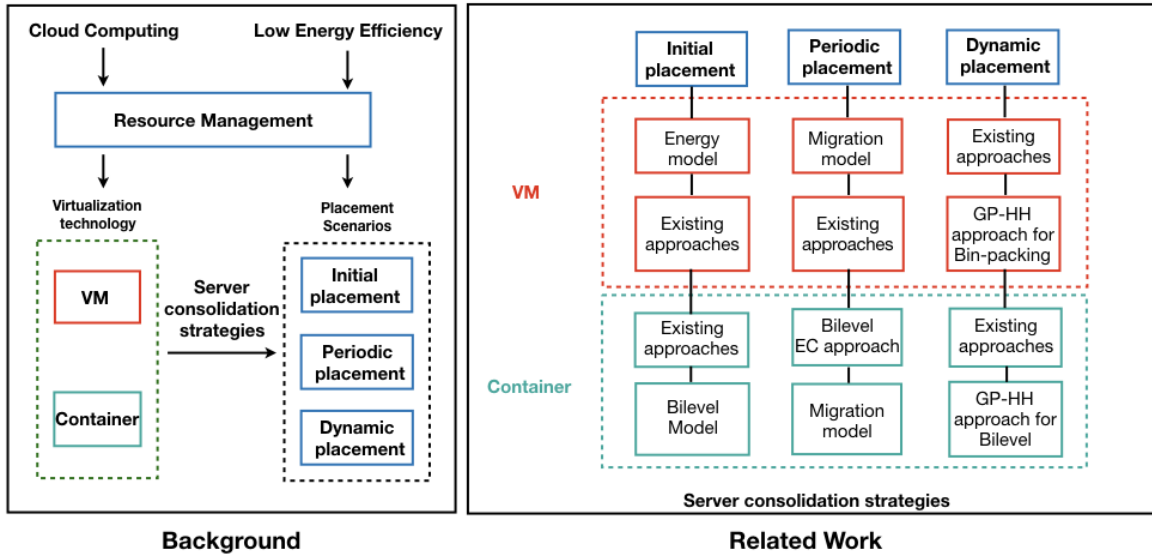 Cloud Computing
Low Energy Efficiency
Resource Management
Virtualization
technology
Placement
Scenarios
VM
Container
Server
consolidation
strategies
Initial
placement
Periodic
placement
Dynamic
placement
Background
Initial
placement
Periodic
placement
Dynamic
placement
VM
Energy
model
Migration
model
Existing
approaches
Existing
approaches
Existing
approaches
GP-HH
approach for
Bin-packing
Container
Existing
approaches
Bilevel
EC approach
Existing
approaches
Bilevel
Model
Migration
model
GP-HH
approach for
Bilevel
Server consolidation strategies
Related Work